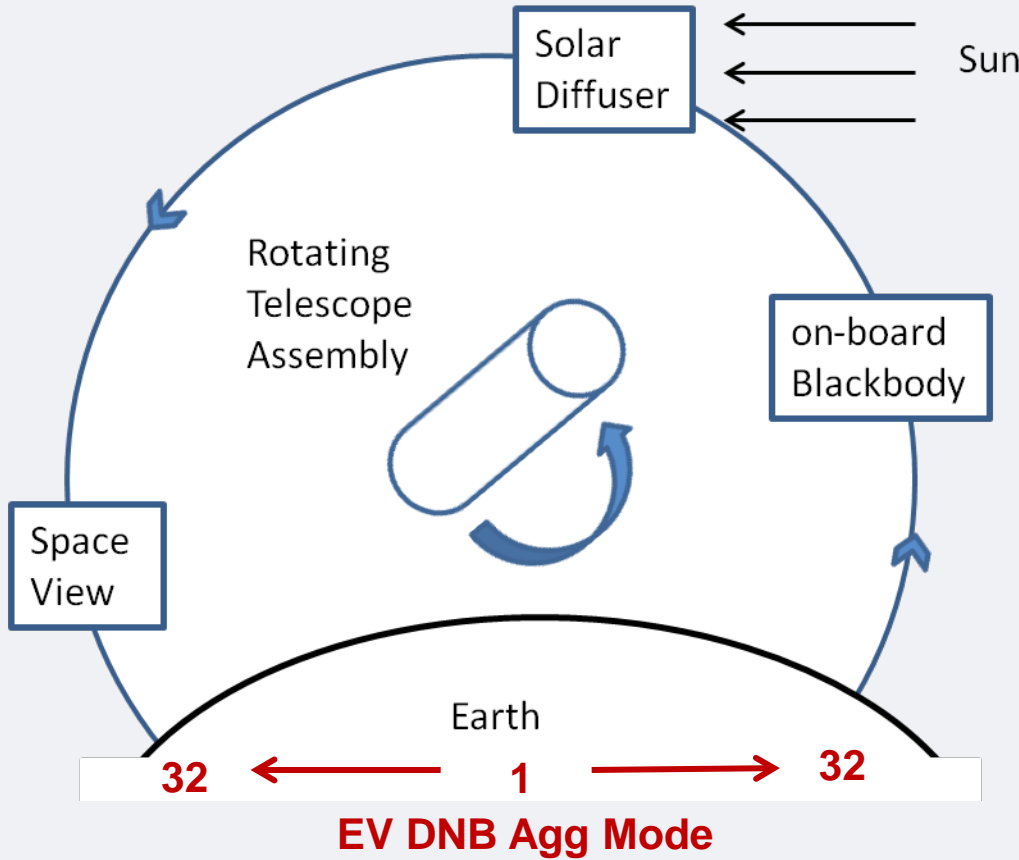 Solar
Diffuser
Sun
Rotating
Telescope
Assembly
on-board
Blackbody
Space
View
Earth
32
1
32
EV DNB Agg Mode